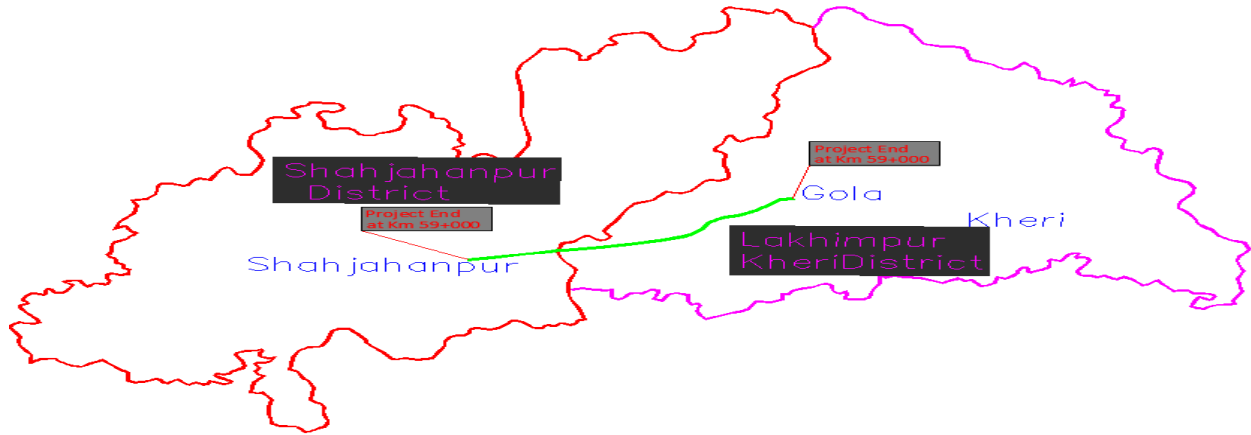 Project End
at Km 59+000
Shahjahanpur
District
Gola
Project End
at Km 59+000
Kheri
Lakhimpur
KheriDistrict
Shahjahanpur